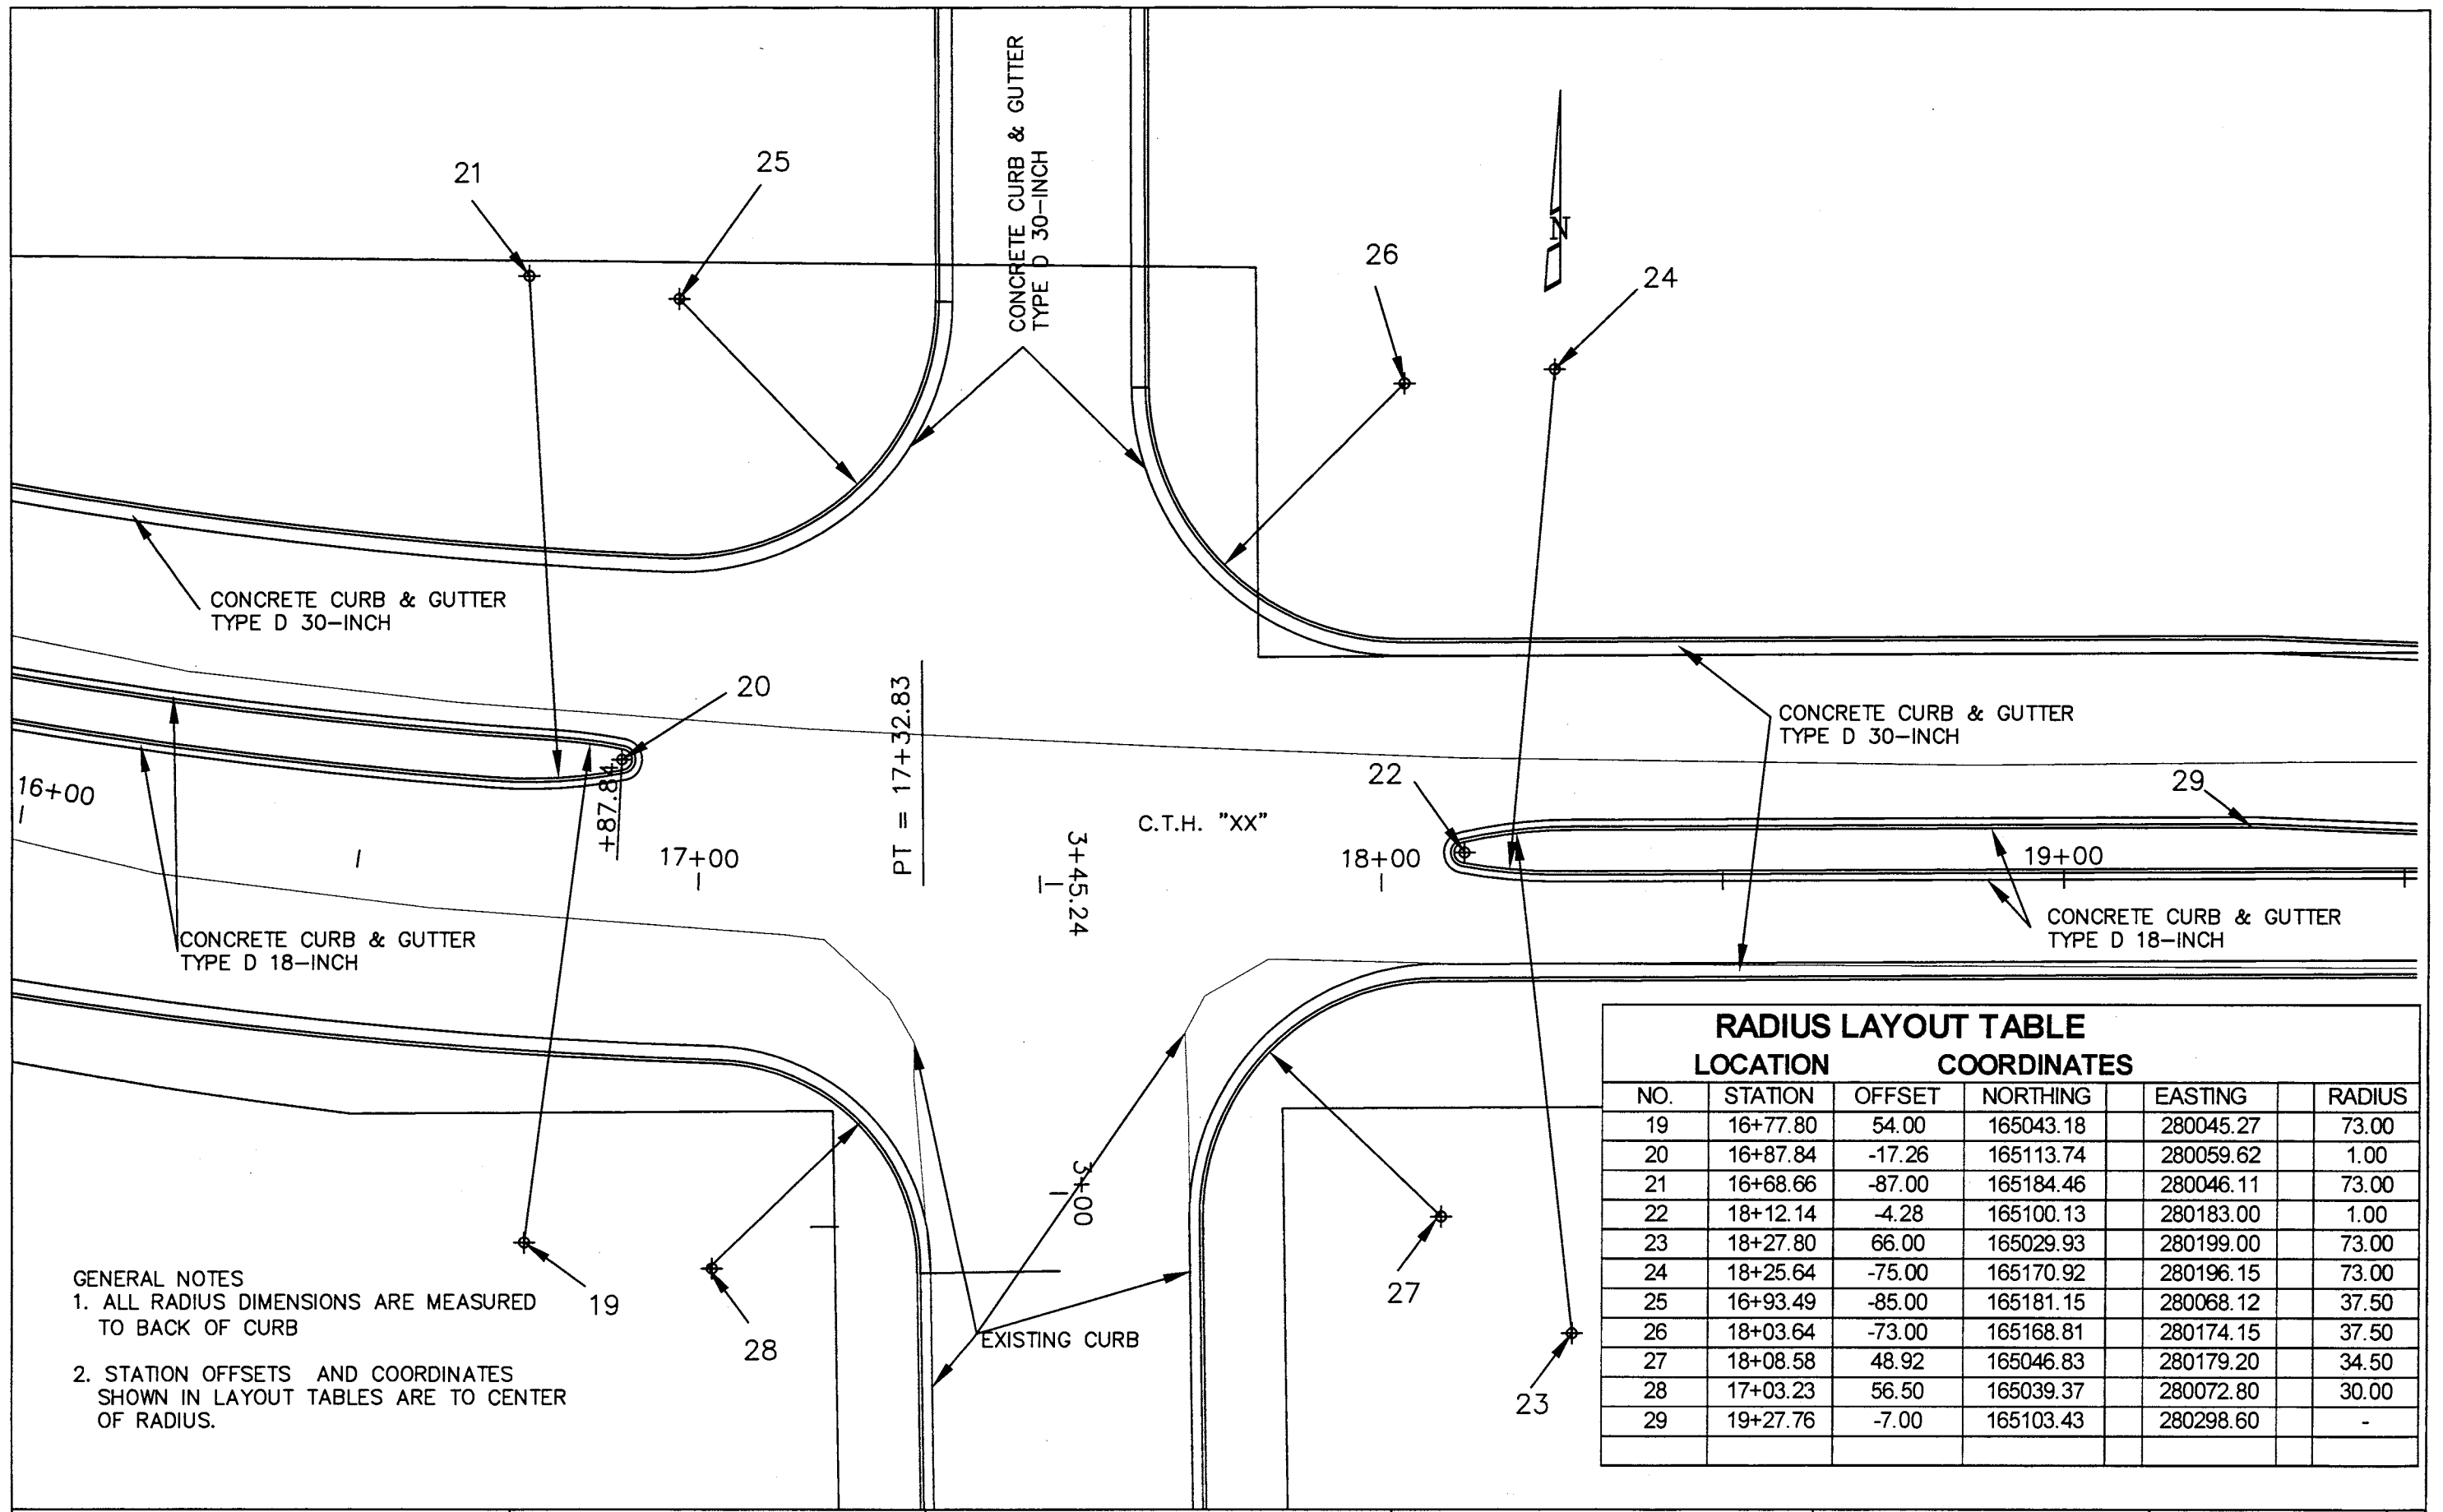 21
25
CONCRETE CURB & GUTTER
TYPE D 30-INCH
N
26
24
CONCRETE CURB & GUTTER
TYPE D 30-INCH
20
PT = 17+32.83
CONCRETE CURB & GUTTER
TYPE D 30-INCH
16+00
+87.84
17+00
3+45.24
C.T.H. "XX"
22
18+00
29
19+00
CONCRETE CURB & GUTTER
TYPE D 18-INCH
CONCRETE CURB & GUTTER
TYPE D 18-INCH
3+00
EXISTING CURB
19
28
27
23
GENERAL NOTES
1. ALL RADIUS DIMENSIONS ARE MEASURED
TO BACK OF CURB
2. STATION OFFSETS AND COORDINATES
SHOWN IN LAYOUT TABLES ARE TO CENTER
OF RADIUS.
RADIUS LAYOUT TABLE
LOCATION COORDINATES
NO. STATION OFFSET NORTHING EASTING RADIUS
19 16+77.80 54.00 165043.18 280045.27 73.00
20 16+87.84 -17.26 165113.74 280059.62 1.00
21 16+68.66 -87.00 165184.46 280046.11 73.00
22 18+12.14 -4.28 165100.13 280183.00 1.00
23 18+27.80 66.00 165029.93 280199.00 73.00
24 18+25.64 -75.00 165170.92 280196.15 73.00
25 16+93.49 -85.00 165181.15 280068.12 37.50
26 18+03.64 -73.00 165168.81 280174.15 37.50
27 18+08.58 48.92 165046.83 280179.20 34.50
28 17+03.23 56.50 165039.37 280072.80 30.00
29 19+27.76 -7.00 165103.43 280298.60 -